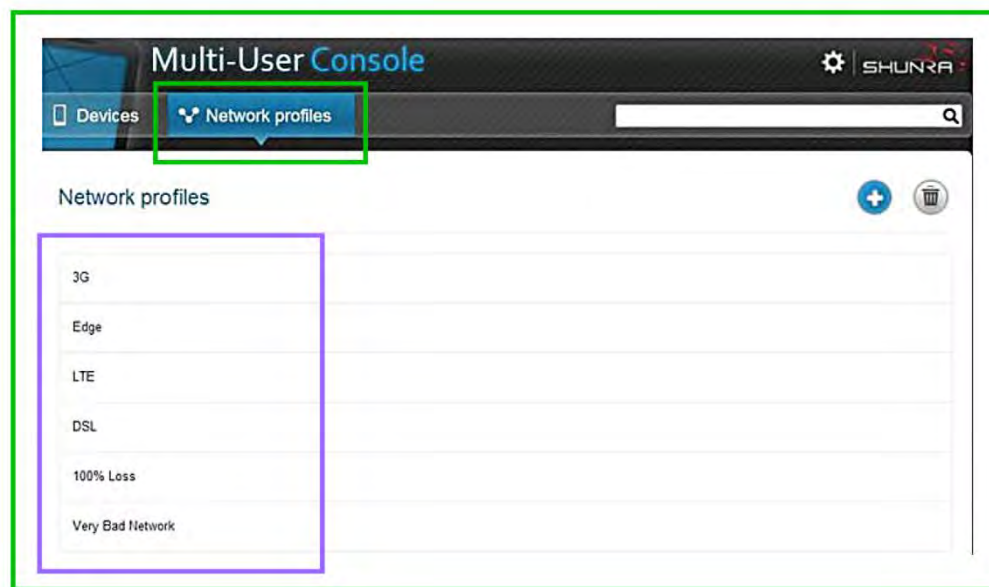 Multi-User Console
SHUNRA
Devices
Network profiles
Network profiles
3G
Edge
LTE
DSL
100% Loss
Very Bad Network